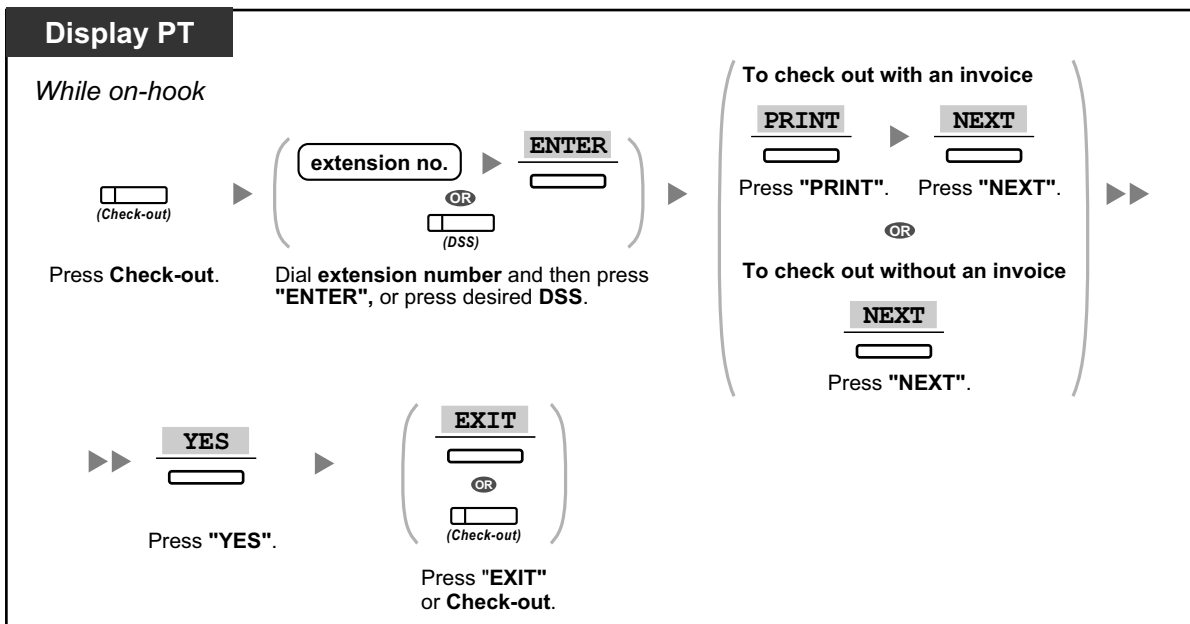 Display PT
While on-hook
(Check-out)
Press Check-out.
extension no.
ENTER
OR
(DSS)
Dial extension number and then press
"ENTER", or press desired DSS.
To check out with an invoice
PRINT
NEXT
Press "PRINT".
Press "NEXT".
OR
To check out without an invoice
NEXT
Press "NEXT".
YES
Press "YES".
EXIT
OR
(Check-out)
Press "EXIT"
or Check-out.